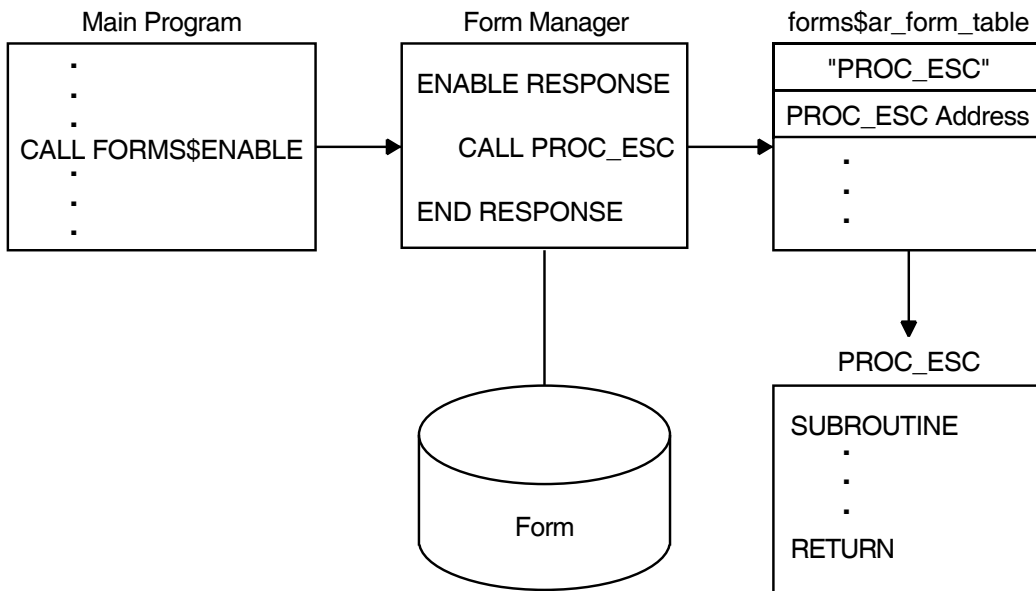 Main Program
CALL FORMS$ENABLE
Form Manager
ENABLE RESPONSE
CALL PROC_ESC
END RESPONSE
forms$ar_form_table
"PROC_ESC"
PROC_ESC Address
Form
PROC_ESC
SUBROUTINE
RETURN